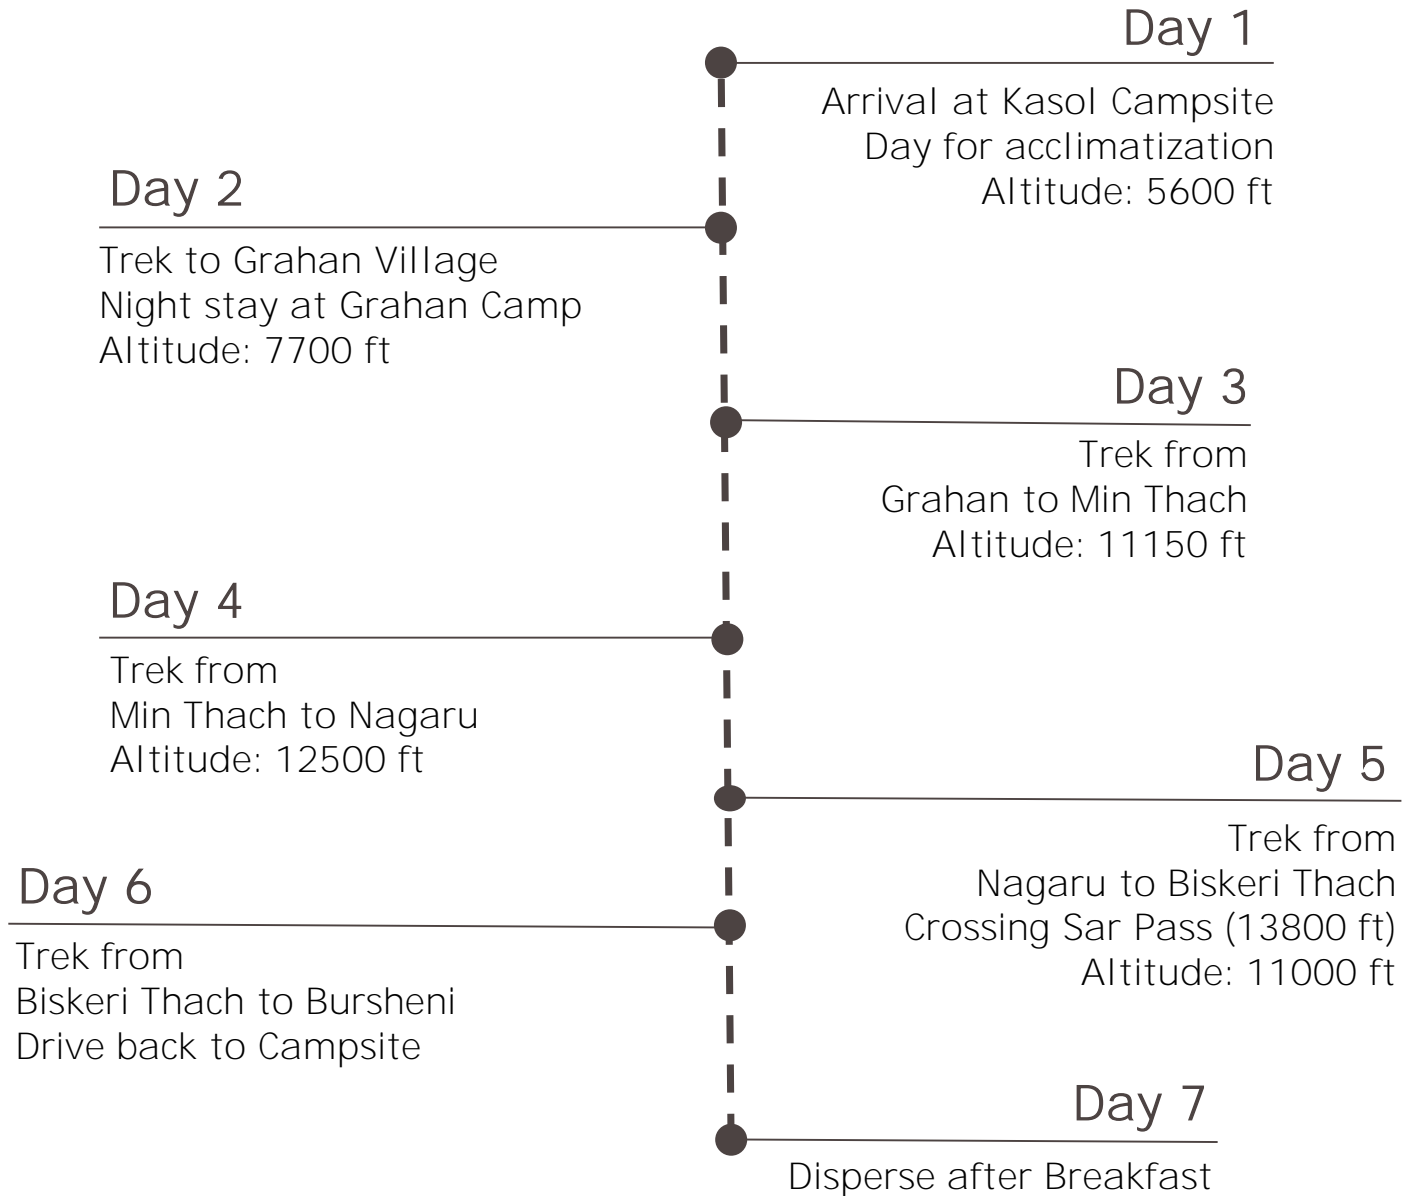 Day 1
Arrival at Kasol Campsite
Day for acclimatization
Altitude: 5600 ft
Day 2
Trek to Grahan Village
Night stay at Grahan Camp
Altitude: 7700 ft
Day 3
Trek from
Grahan to Min Thach
Altitude: 11150 ft
Day 4
Trek from
Min Thach to Nagaru
Altitude: 12500 ft
Day 5
Trek from
Nagaru to Biskeri Thach
Crossing Sar Pass (13800 ft)
Altitude: 11000 ft
Day 6
Trek from
Biskeri Thach to Bursheni
Drive back to Campsite
Day 7
Disperse after Breakfast